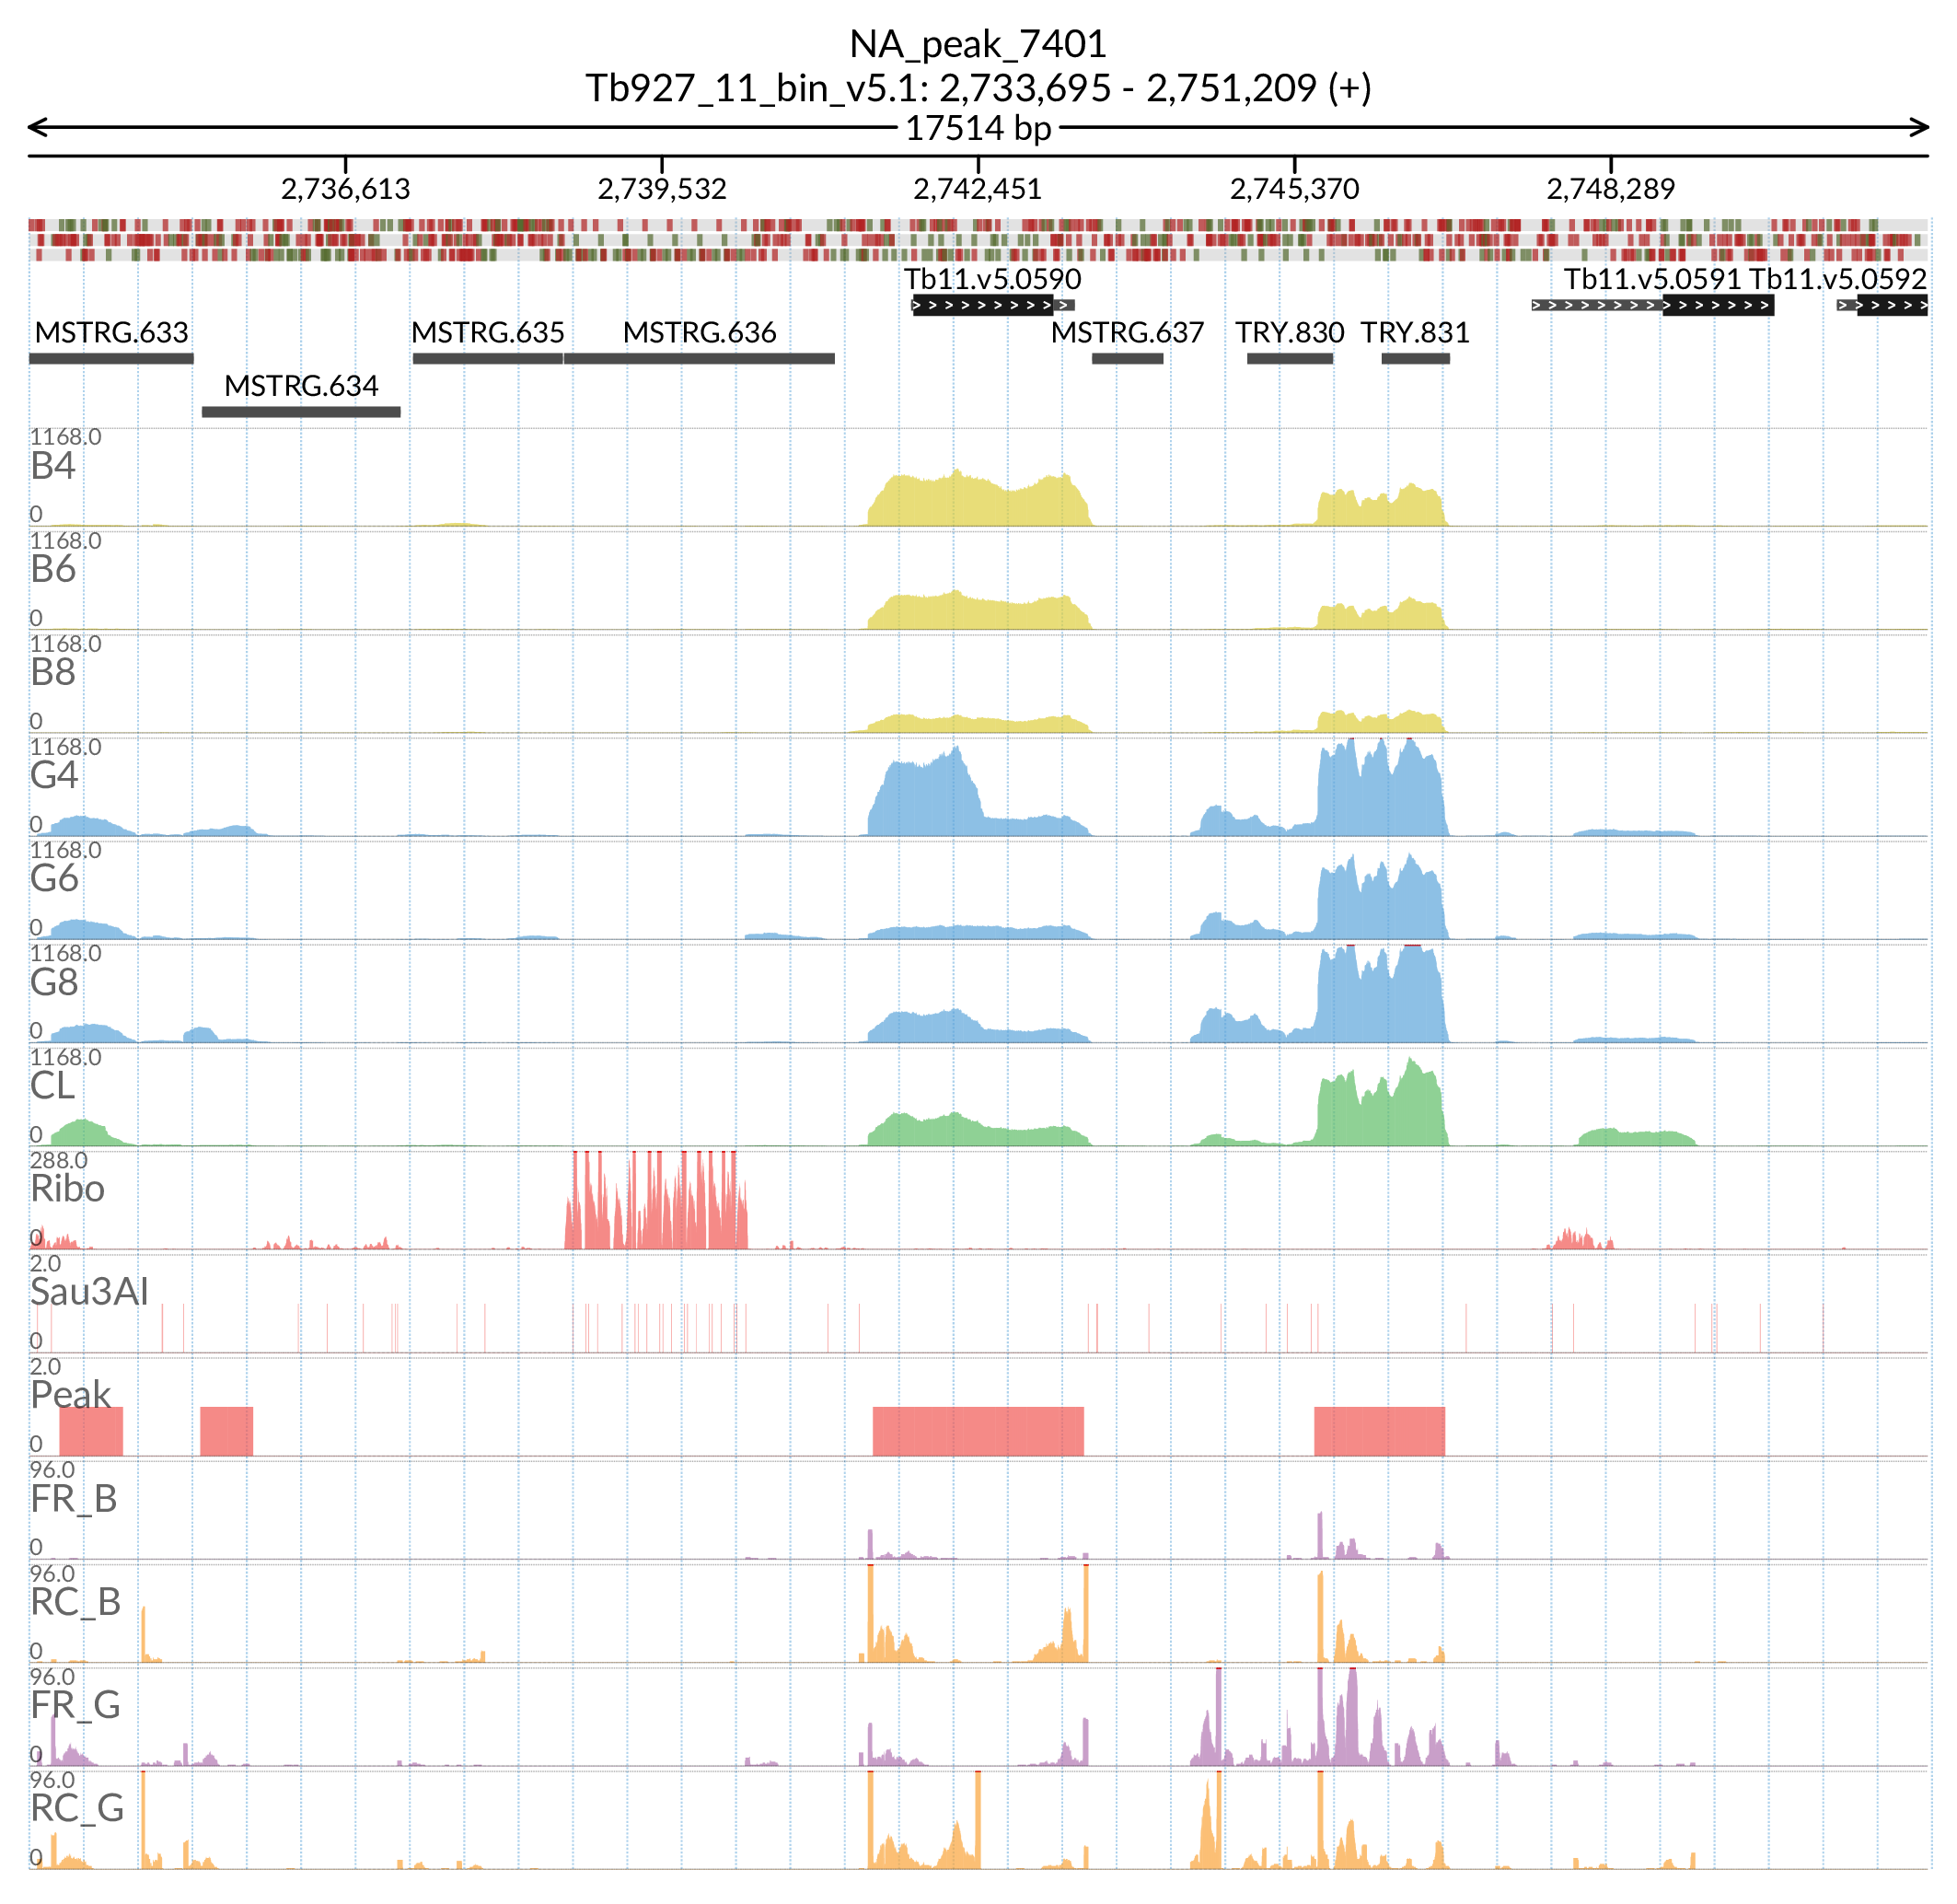 NA_peak_7401
Tb927_11_bin_v5.1: 2,733,695 - 2,751,209 (+)
17514 bp
2,736,613 2,739,532 2,742,451 2,745,370 2,748,289
Tb11.v5.0590 Tb11.v5.0591 Tb11.v5.0592
MSTRG.633 MSTRG.635 MSTRG.636 MSTRG.637 TRY.830 TRY.831
MSTRG.634
1168.0
B4
0
1168.0
B6
0
1168.0
B8
0
1168.0
G4
0
1168.0
G6
0
1168.0
G8
0
1168.0
CL
0
288.0
Ribo
0
2.0
Sau3AI
0
2.0
Peak
0
96.0
FR_B
0
96.0
RC_B
0
96.0
FR_G
0
96.0
RC_G
0